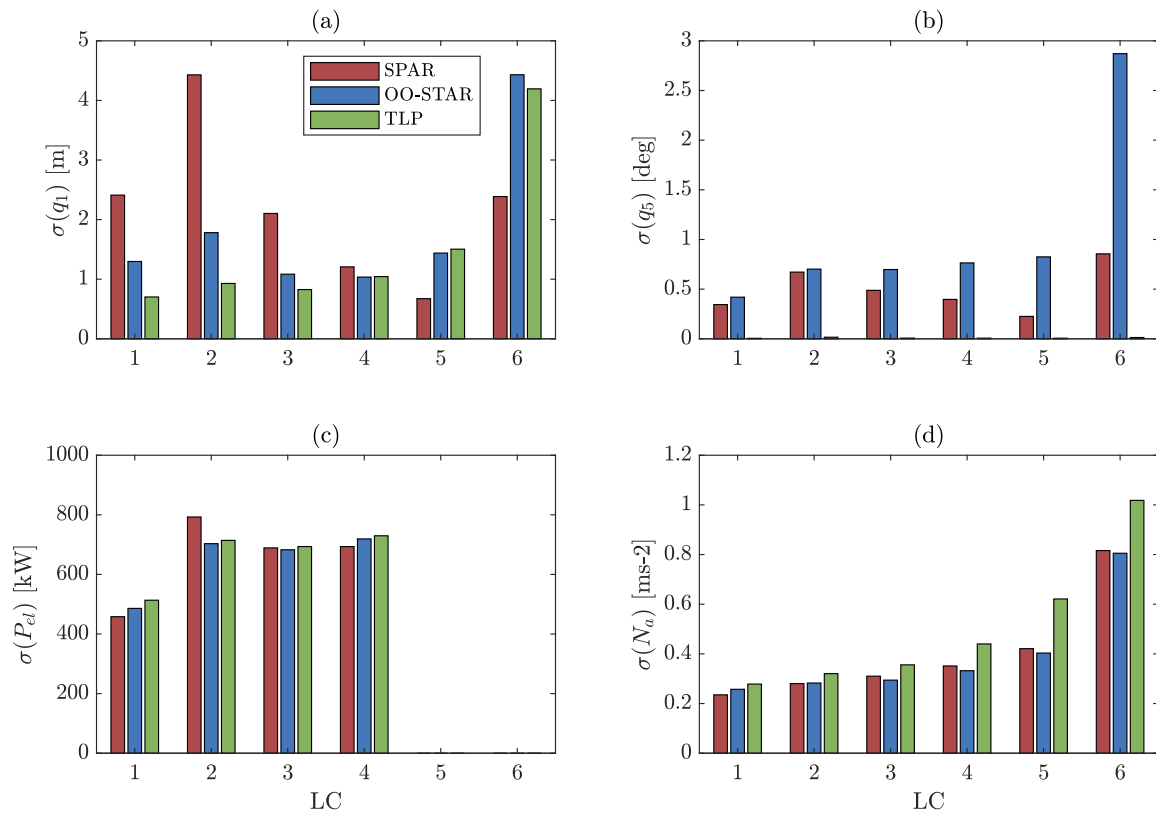 (a)
σ(q₁) [m]
5
4
3
2
1
0
SPAR
OO-STAR
TLP
1 2 3 4 5 6
(b)
σ(q₅) [deg]
3
2.5
2
1.5
1
0.5
0
1 2 3 4 5 6
(c)
σ(Pₑₗ) [kW]
1000
800
600
400
200
0
1 2 3 4 5 6
LC
(d)
σ(Nₐ) [ms-2]
1.2
1
0.8
0.6
0.4
0.2
0
1 2 3 4 5 6
LC